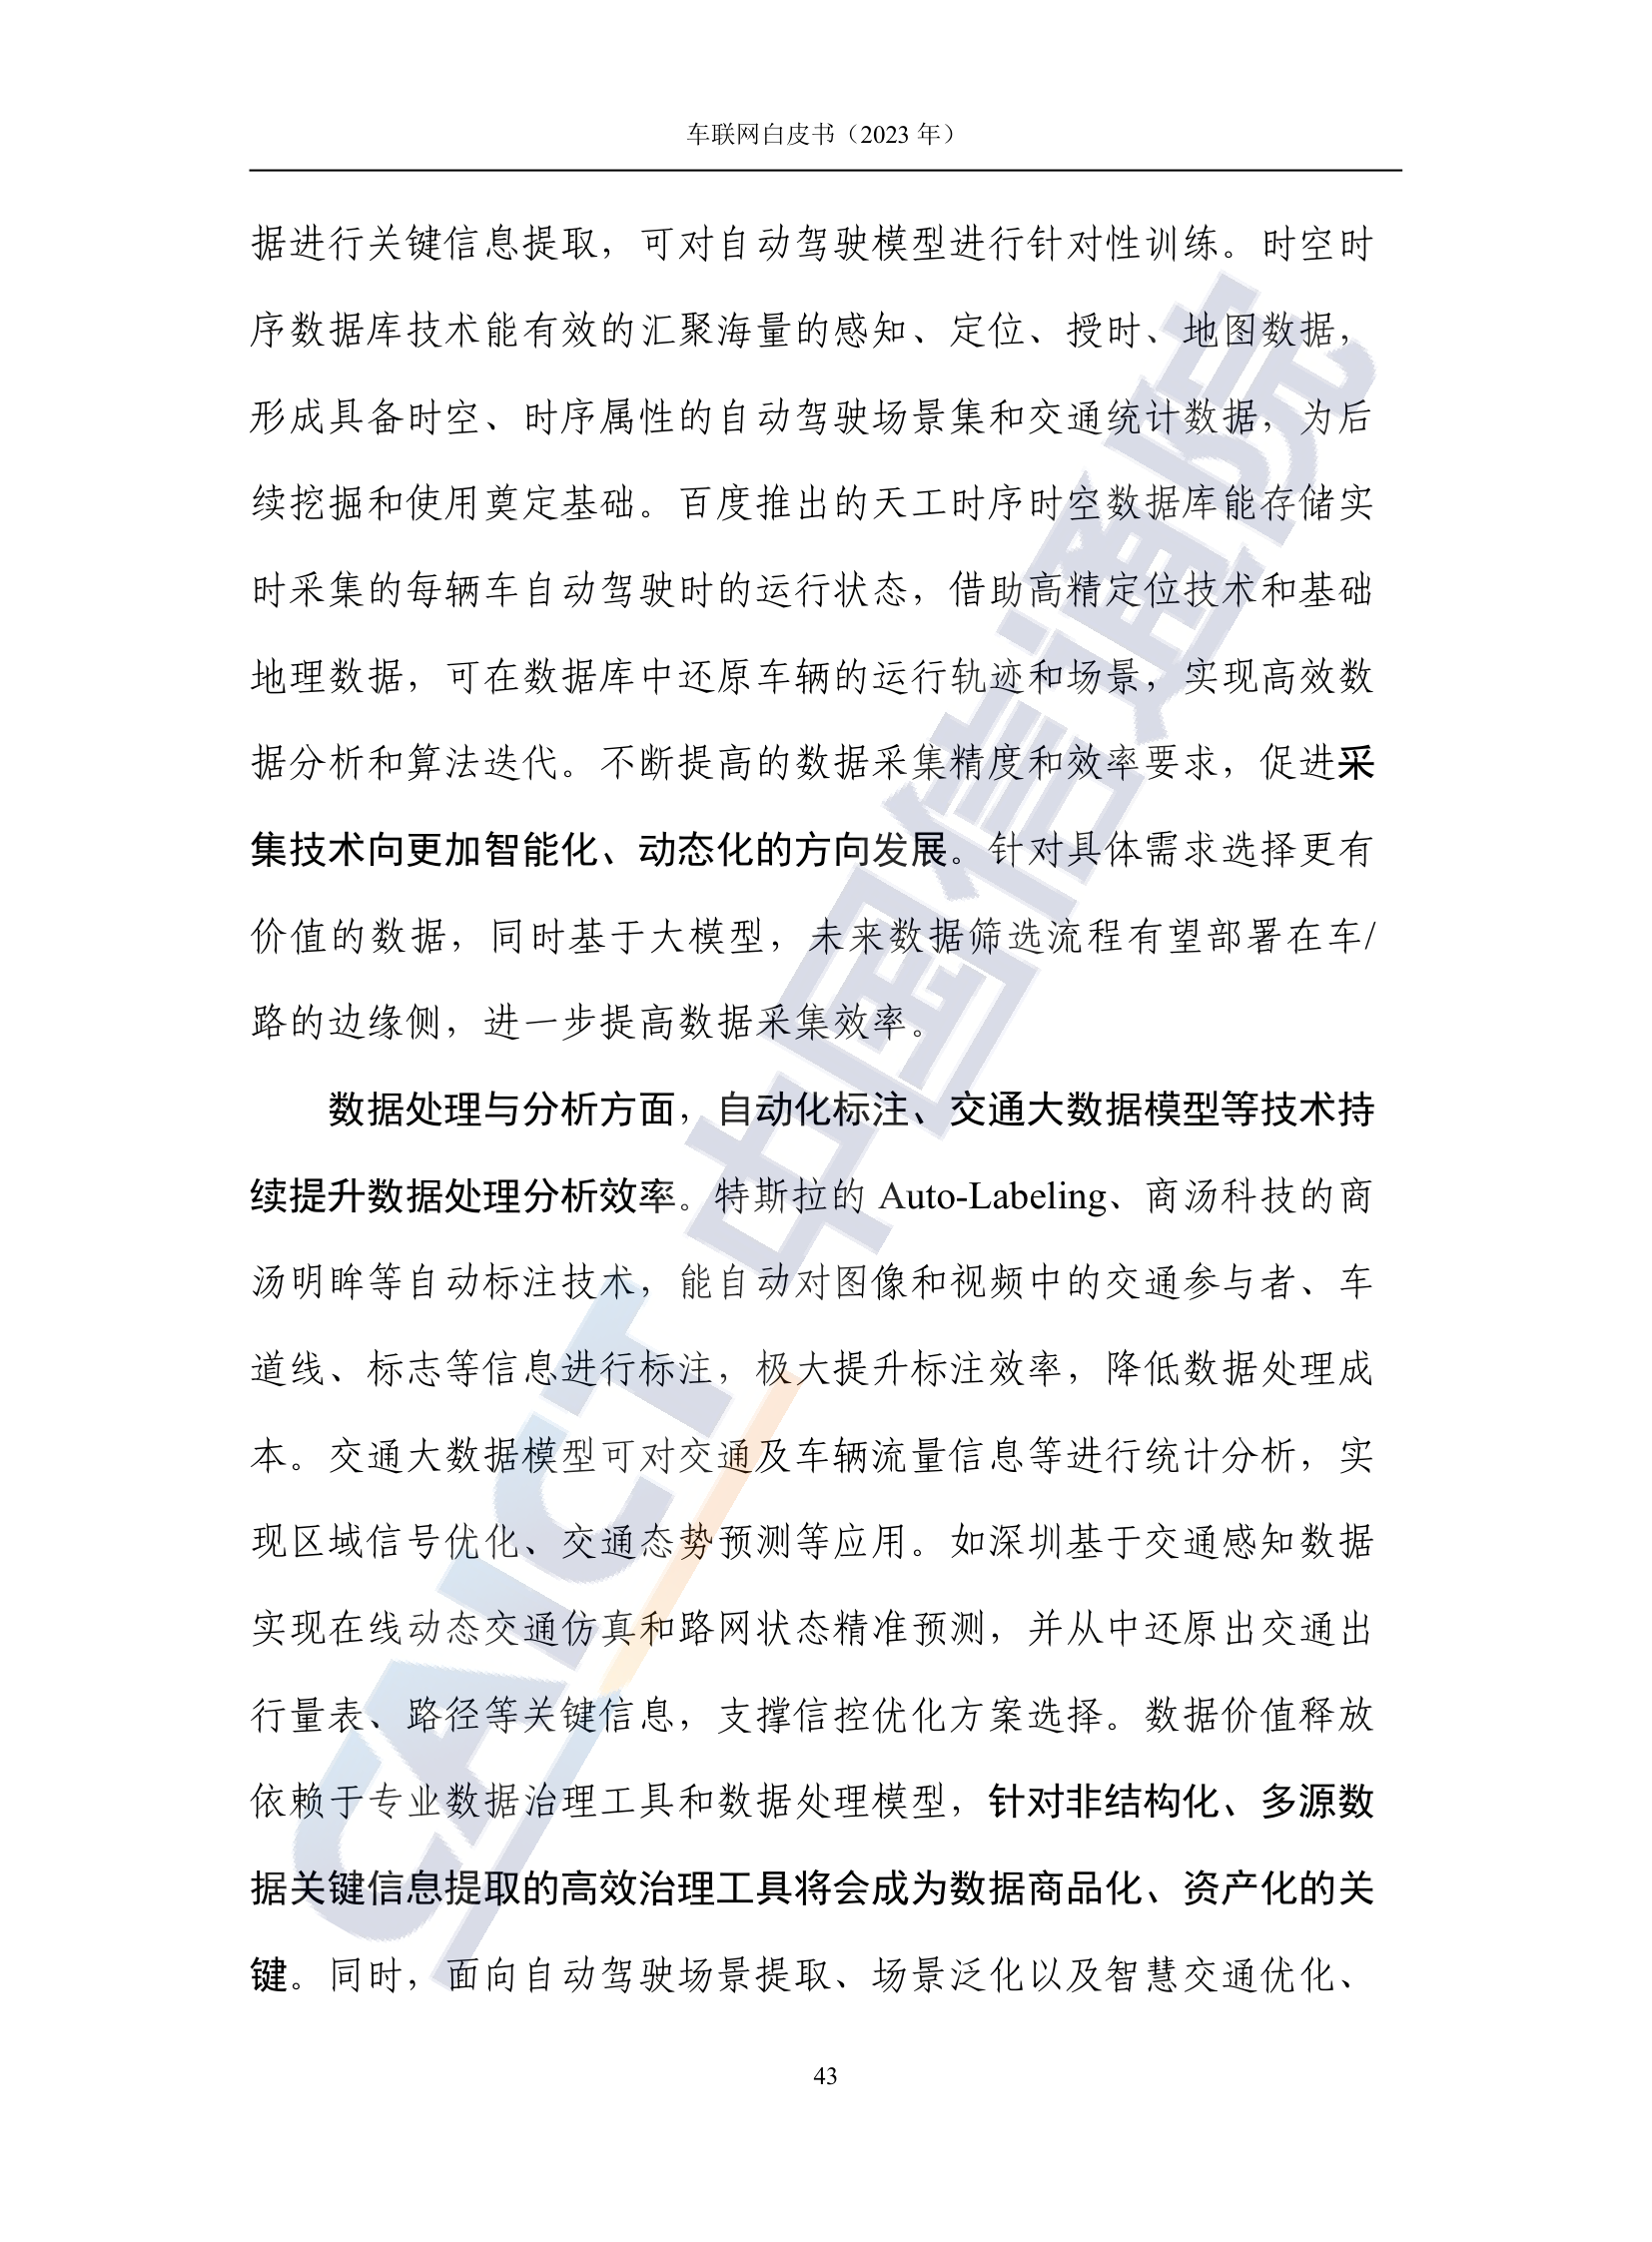 车联网白皮书（2023 年）
据进行关键信息提取，可对自动驾驶模型进行针对性训练。时空时
序数据库技术能有效的汇聚海量的感知、定位、授时、地图数据，
形成具备时空、时序属性的自动驾驶场景集和交通统计数据，为后
续挖掘和使用奠定基础。百度推出的天工时序时空数据库能存储实
时采集的每辆车自动驾驶时的运行状态，借助高精定位技术和基础
地理数据，可在数据库中还原车辆的运行轨迹和场景，实现高效数
据分析和算法迭代。不断提高的数据采集精度和效率要求，促进采
集技术向更加智能化、动态化的方向发展。针对具体需求选择更有
价值的数据，同时基于大模型，未来数据筛选流程有望部署在车/
路的边缘侧，进一步提高数据采集效率。
数据处理与分析方面，自动化标注、交通大数据模型等技术持
续提升数据处理分析效率。特斯拉的 Auto-Labeling、商汤科技的商
汤明眸等自动标注技术，能自动对图像和视频中的交通参与者、车
道线、标志等信息进行标注，极大提升标注效率，降低数据处理成
本。交通大数据模型可对交通及车辆流量信息等进行统计分析，实
现区域信号优化、交通态势预测等应用。如深圳基于交通感知数据
实现在线动态交通仿真和路网状态精准预测，并从中还原出交通出
行量表、路径等关键信息，支撑信控优化方案选择。数据价值释放
依赖于专业数据治理工具和数据处理模型，针对非结构化、多源数
据关键信息提取的高效治理工具将会成为数据商品化、资产化的关
键。同时，面向自动驾驶场景提取、场景泛化以及智慧交通优化、
43
CAICT 中国信通院